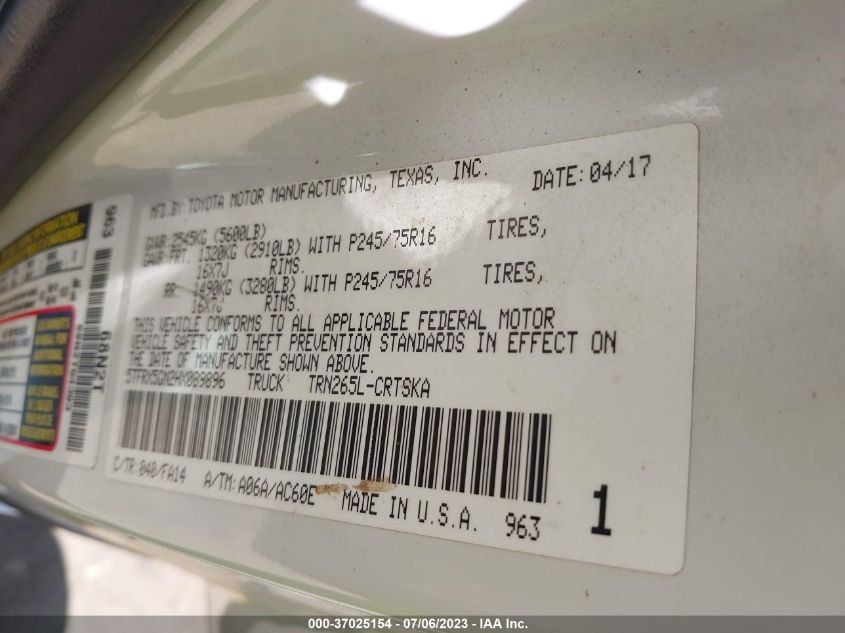 MFD.BY:TOYOTA MOTOR MANUFACTURING, TEXAS, INC. DATE:04/17
GVWR:2545KG (5600LB)
GAWR:FRT. 1320KG (2910LB) WITH P245/75R16 TIRES,
16X7J RIMS.
RR: 1490KG (3280LB) WITH P245/75R16 TIRES,
16X7J RIMS.
THIS VEHICLE CONFORMS TO ALL APPLICABLE FEDERAL MOTOR
VEHICLE SAFETY AND THEFT PREVENTION STANDARDS IN EFFECT ON
THE DATE OF MANUFACTURE SHOWN ABOVE.
5TFRX5GN2HX089896 TRUCK TRN265L-CRTSKA
C/TR:040/FA14 A/TM:A06A/AC60E MADE IN U.S.A. 963 1
963
68N2T
000-37025154 - 07/06/2023 - IAA Inc.